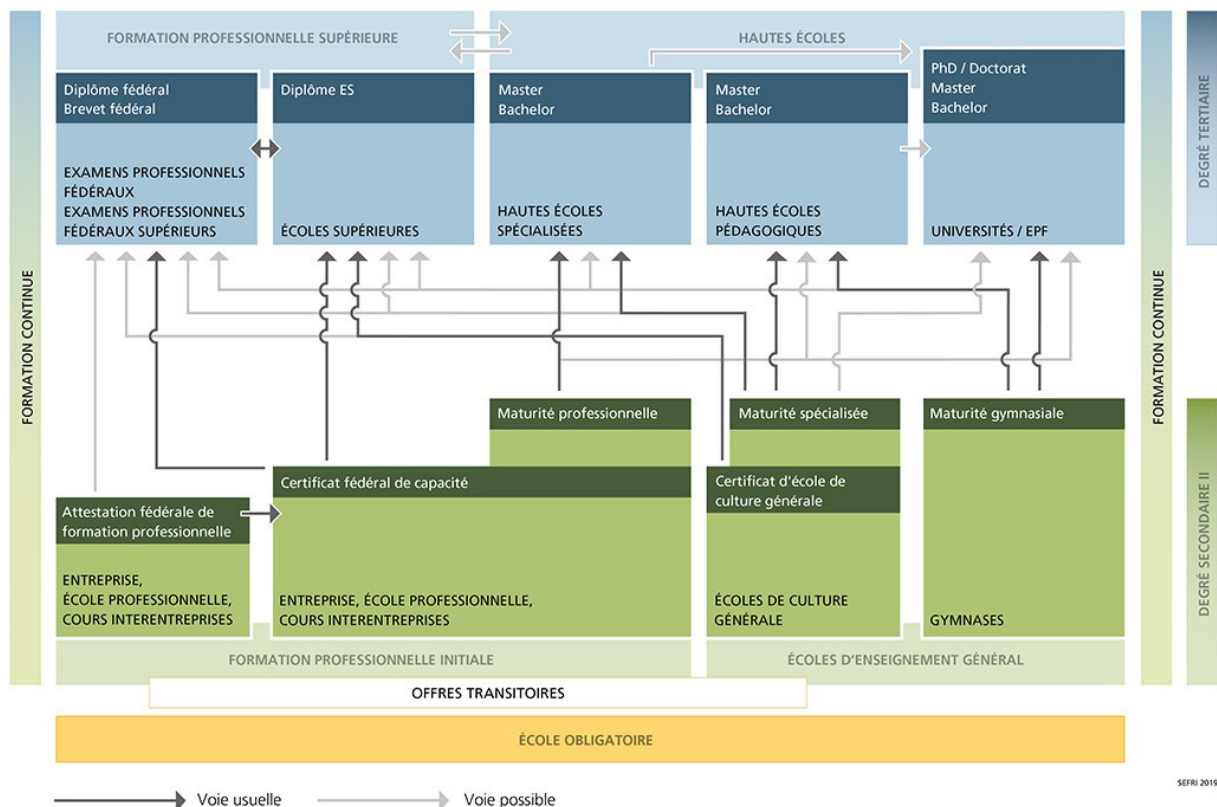 FORMATION PROFESSIONNELLE SUPÉRIEURE
HAUTES ÉCOLES
Diplôme fédéral
Brevet fédéral
EXAMENS PROFESSIONNELS
FÉDÉRAUX
EXAMENS PROFESSIONNELS
FÉDÉRAUX SUPÉRIEURS
Diplôme ES
ÉCOLES SUPÉRIEURES
Master
Bachelor
HAUTES ÉCOLES
SPÉCIALISÉES
Master
Bachelor
HAUTES ÉCOLES
PÉDAGOGIQUES
PhD / Doctorat
Master
Bachelor
UNIVERSITÉS / EPF
FORMATION CONTINUE
FORMATION CONTINUE
DEGRÉ TERTIAIRE
DEGRÉ SECONDAIRE II
Maturité professionnelle
Maturité spécialisée
Maturité gymnasiale
Certificat fédéral de capacité
Certificat d'école de
culture générale
Attestation fédérale de
formation professionnelle
ENTREPRISE,
ÉCOLE PROFESSIONNELLE,
COURS INTERENTREPRISES
ENTREPRISE, ÉCOLE PROFESSIONNELLE,
COURS INTERENTREPRISES
ÉCOLES DE CULTURE
GÉNÉRALE
GYMNASES
FORMATION PROFESSIONNELLE INITIALE
ÉCOLES D'ENSEIGNEMENT GÉNÉRAL
OFFRES TRANSITOIRES
ÉCOLE OBLIGATOIRE
Voie usuelle
Voie possible
SEFRI 2019